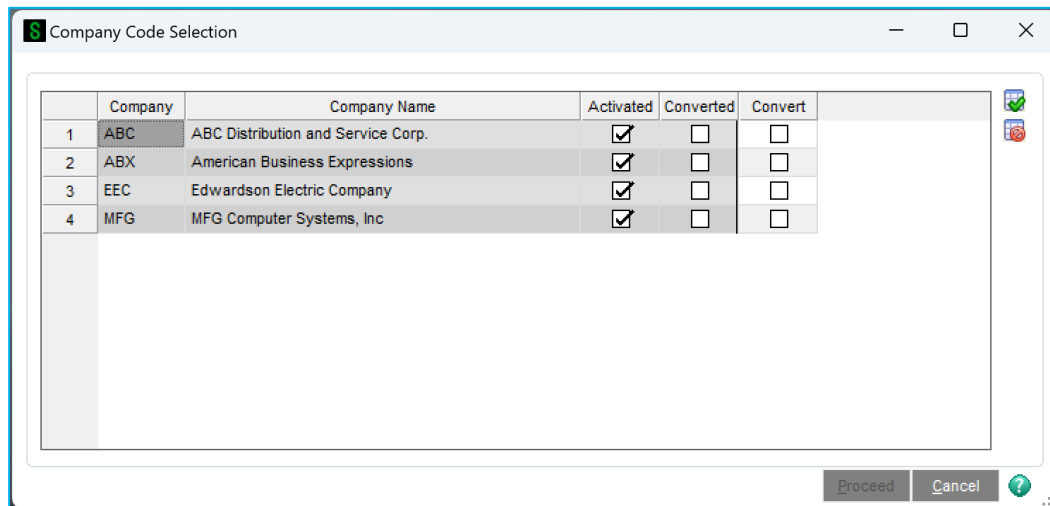 Company Code Selection
Company Company Name Activated Converted Convert
1 ABC ABC Distribution and Service Corp.
2 ABX American Business Expressions
3 EEC Edwardson Electric Company
4 MFG MFG Computer Systems, Inc
Proceed Cancel ?